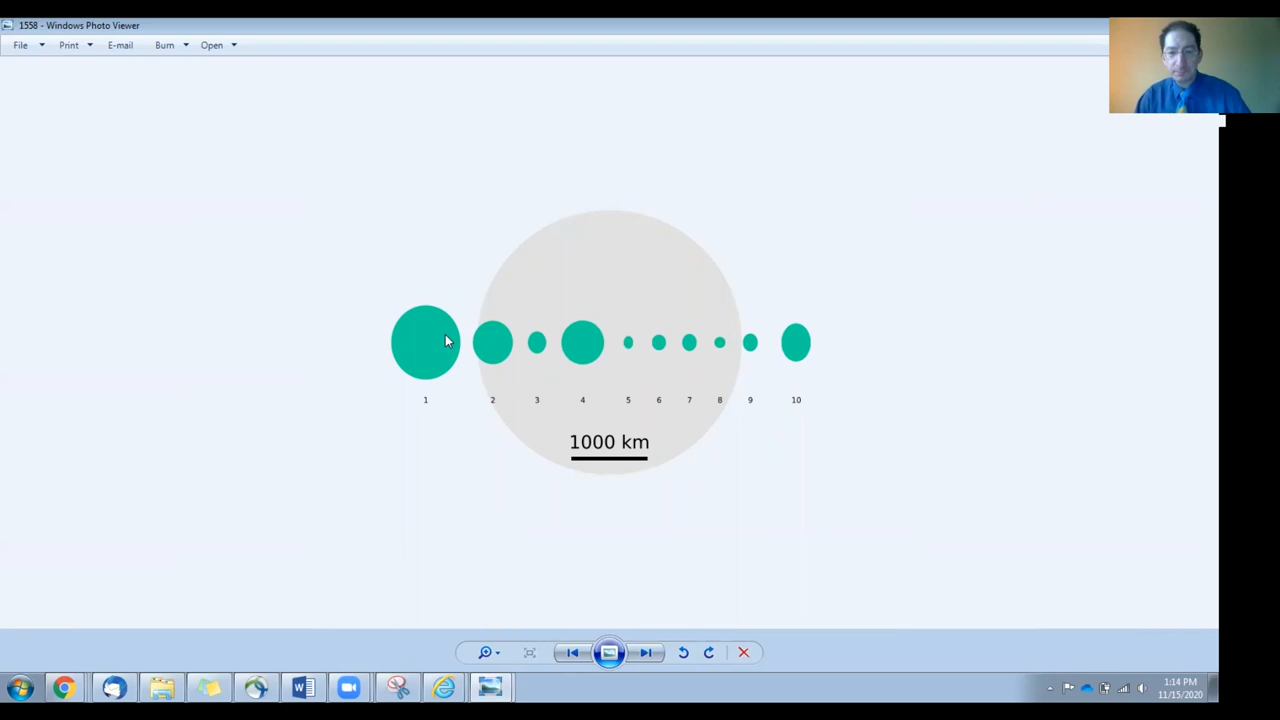 1558 - Windows Photo Viewer
File Print E-mail Burn Open
1 2 3 4 5 6 7 8 9 10
1000 km
1:14 PM
11/15/2020